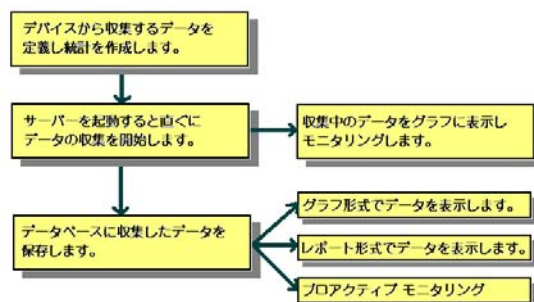 デバイスから収集するデータを
定義し統計を作成します。
サーバーを起動すると直ぐに
データの収集を開始します。
収集中のデータをグラフに表示し
モニタリングします。
データベースに収集したデータを
保存します。
グラフ形式でデータを表示します。
レポート形式でデータを表示します。
プロアクティブ モニタリング